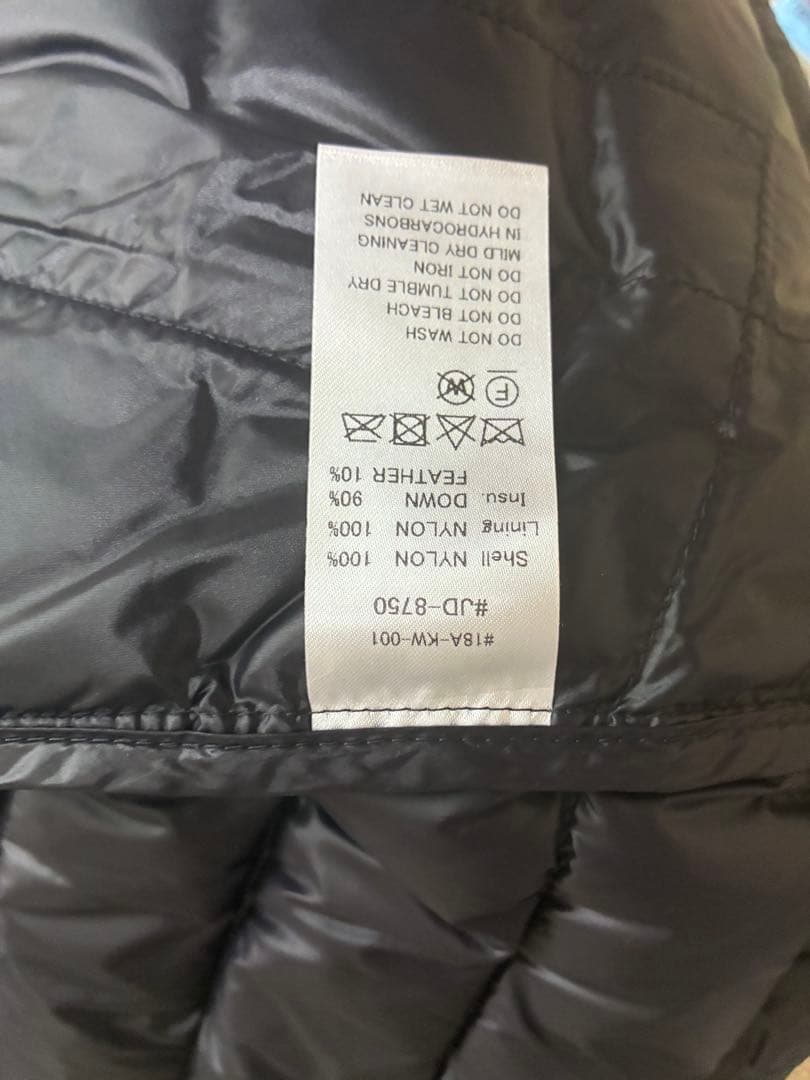 #18A-KW-001
#JD-8750
Shell NYLON 100%
Lining NYLON 100%
Insu. DOWN 90%
FEATHER 10%
F W
DO NOT WASH
DO NOT BLEACH
DO NOT TUMBLE DRY
DO NOT IRON
MILD DRY CLEANING
IN HYDROCARBONS
DO NOT WET CLEAN